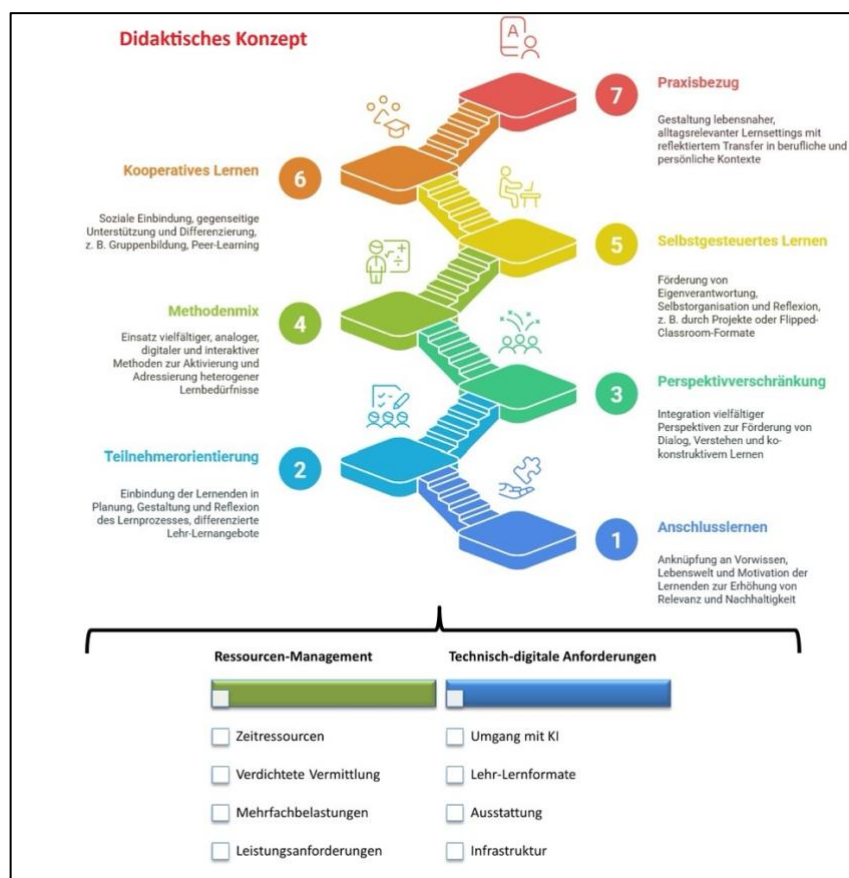 Didaktisches Konzept
A
7
Praxisbezug
Gestaltung lebensnaher,
alltagsrelevanter Lernsettings mit
reflektiertem Transfer in berufliche und
persönliche Kontexte
Kooperatives Lernen
6
Soziale Einbindung, gegenseitige
Unterstützung und Differenzierung,
z. B. Gruppenbildung, Peer-Learning
5
Selbstgesteuertes Lernen
Förderung von
Eigenverantwortung,
Selbstorganisation und Reflexion,
z. B. durch Projekte oder Flipped-
Classroom-Formate
Methodenmix
4
Einsatz vielfältiger, analoger,
digitaler und interaktiver
Methoden zur Aktivierung und
Adressierung heterogener
Lernbedürfnisse
3
Perspektivverschränkung
Integration vielfältiger
Perspektiven zur Förderung von
Dialog, Verstehen und ko-
konstruktivem Lernen
Teilnehmerorientierung
2
Einbindung der Lernenden in
Planung, Gestaltung und Reflexion
des Lernprozesses, differenzierte
Lehr-Lernangebote
1
Anschlusslernen
Anknüpfung an Vorwissen,
Lebenswelt und Motivation der
Lernenden zur Erhöhung von
Relevanz und Nachhaltigkeit
Ressourcen-Management
Technisch-digitale Anforderungen
Zeitressourcen
Umgang mit KI
Verdichtete Vermittlung
Lehr-Lernformate
Mehrfachbelastungen
Ausstattung
Leistungsanforderungen
Infrastruktur